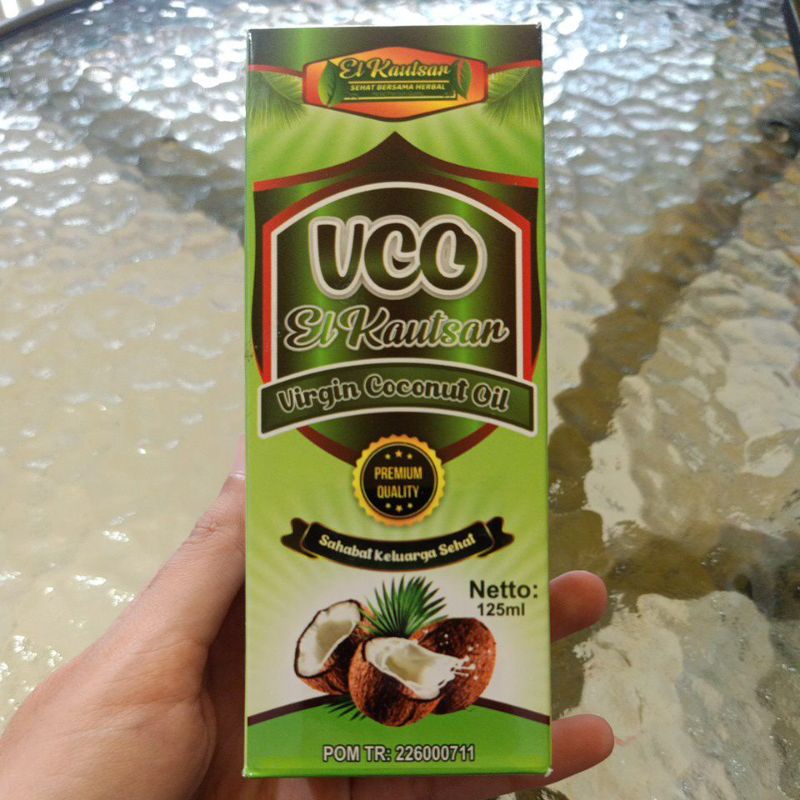 El Kautsar
SEHAT BERSAMA HERBAL
VCO
El Kautsar
Virgin Coconut Oil
PREMIUM
QUALITY
Sahabat Keluarga Sehat
Netto:
125ml
POM TR: 226000711